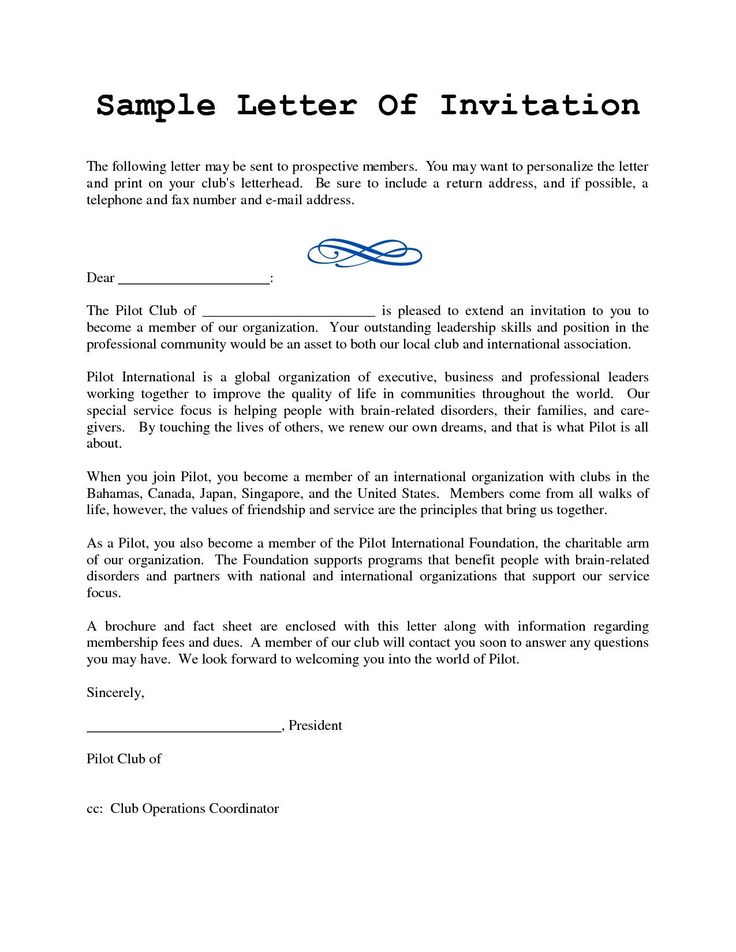 Sample Letter Of Invitation
The following letter may be sent to prospective members. You may want to personalize the letter
and print on your club's letterhead. Be sure to include a return address, and if possible, a
telephone and fax number and e-mail address.
Dear ____________________:
The Pilot Club of _______________________ is pleased to extend an invitation to you to
become a member of our organization. Your outstanding leadership skills and position in the
professional community would be an asset to both our local club and international association.
Pilot International is a global organization of executive, business and professional leaders
working together to improve the quality of life in communities throughout the world. Our
special service focus is helping people with brain-related disorders, their families, and care-
givers. By touching the lives of others, we renew our own dreams, and that is what Pilot is all
about.
When you join Pilot, you become a member of an international organization with clubs in the
Bahamas, Canada, Japan, Singapore, and the United States. Members come from all walks of
life, however, the values of friendship and service are the principles that bring us together.
As a Pilot, you also become a member of the Pilot International Foundation, the charitable arm
of our organization. The Foundation supports programs that benefit people with brain-related
disorders and partners with national and international organizations that support our service
focus.
A brochure and fact sheet are enclosed with this letter along with information regarding
membership fees and dues. A member of our club will contact you soon to answer any questions
you may have. We look forward to welcoming you into the world of Pilot.
Sincerely,
__________________________, President
Pilot Club of
cc: Club Operations Coordinator